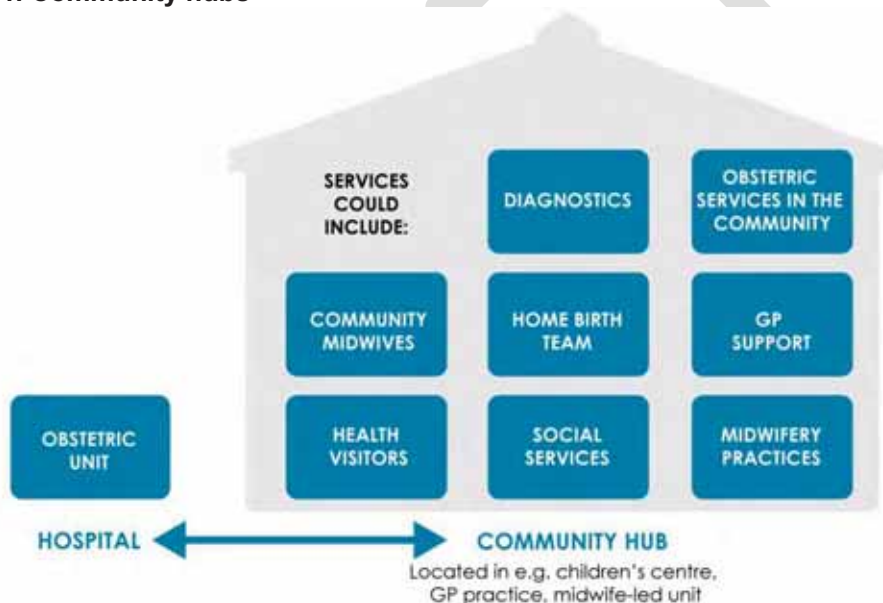 Community hubs
SERVICES
COULD
INCLUDE:
DIAGNOSTICS
OBSTETRIC
SERVICES IN THE
COMMUNITY
COMMUNITY
MIDWIVES
HOME BIRTH
TEAM
GP
SUPPORT
OBSTETRIC
UNIT
HEALTH
VISITORS
SOCIAL
SERVICES
MIDWIFERY
PRACTICES
HOSPITAL
COMMUNITY HUB
Located in e.g. children's centre,
GP practice, midwife-led unit